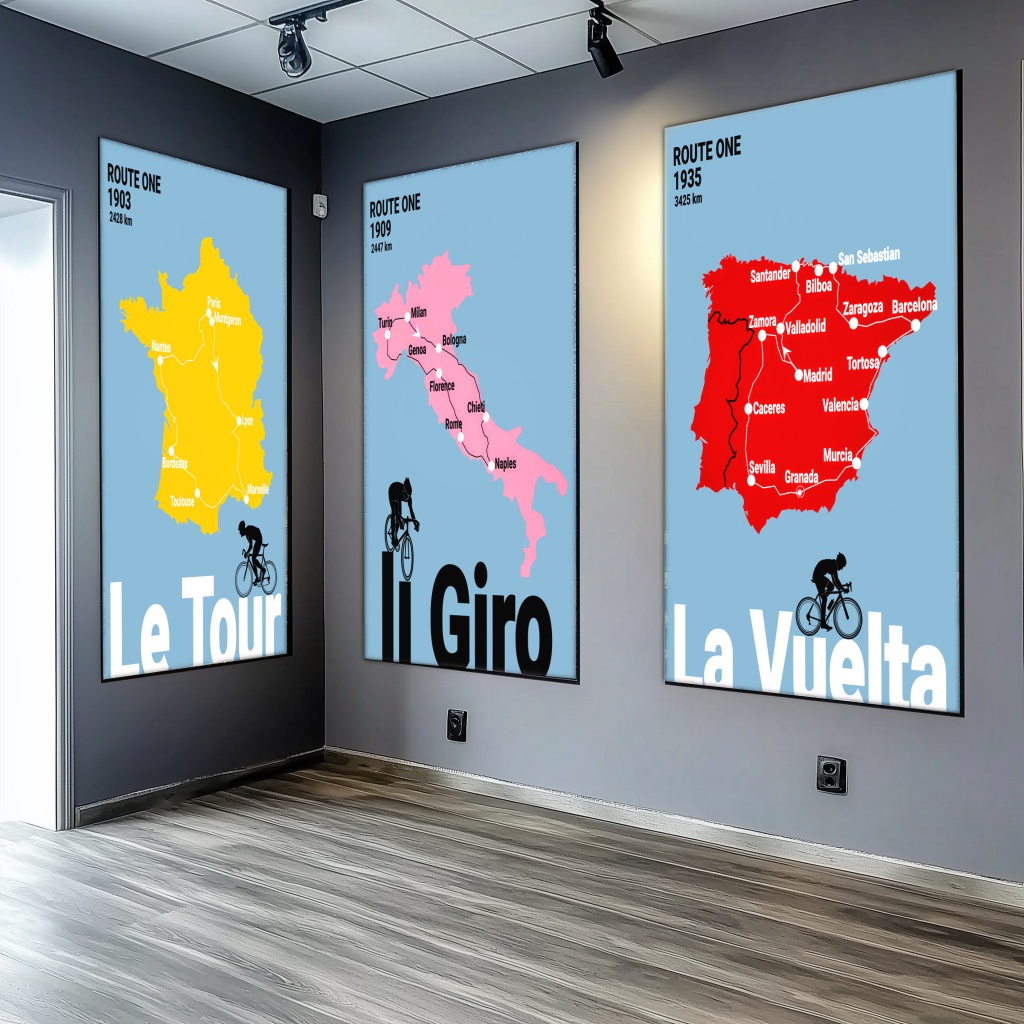 ROUTE ONE
1903
2428 km
Paris
Montgeron
Nantes
Lyon
Bordeaux
Toulouse
Marseille
Le Tour
ROUTE ONE
1909
2447 km
Milan
Turin
Bologna
Genoa
Florence
Chieti
Rome
Naples
Il Giro
ROUTE ONE
1935
3425 km
San Sebastian
Santander
Bilboa
Zaragoza
Barcelona
Zamora
Valladolid
Tortosa
Madrid
Caceres
Valencia
Murcia
Sevilla
Granada
La Vuelta